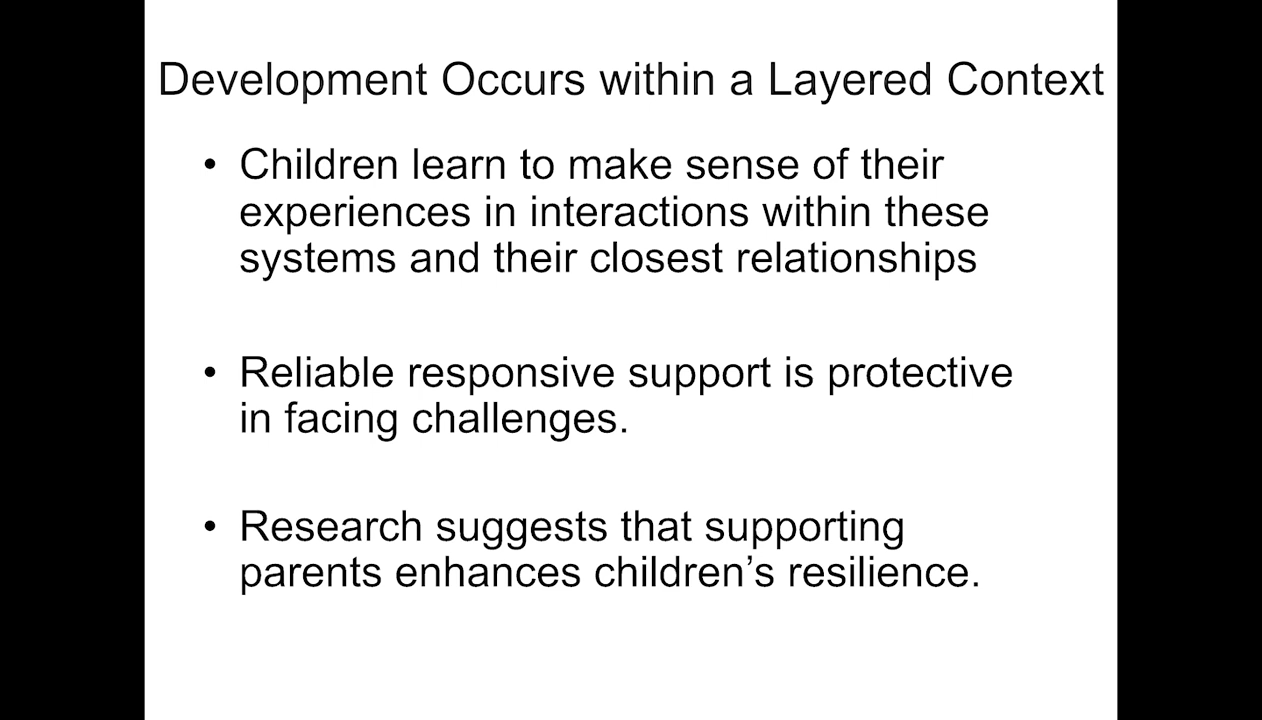 Development Occurs within a Layered Context
• Children learn to make sense of their
experiences in interactions within these
systems and their closest relationships
• Reliable responsive support is protective
in facing challenges.
• Research suggests that supporting
parents enhances children’s resilience.